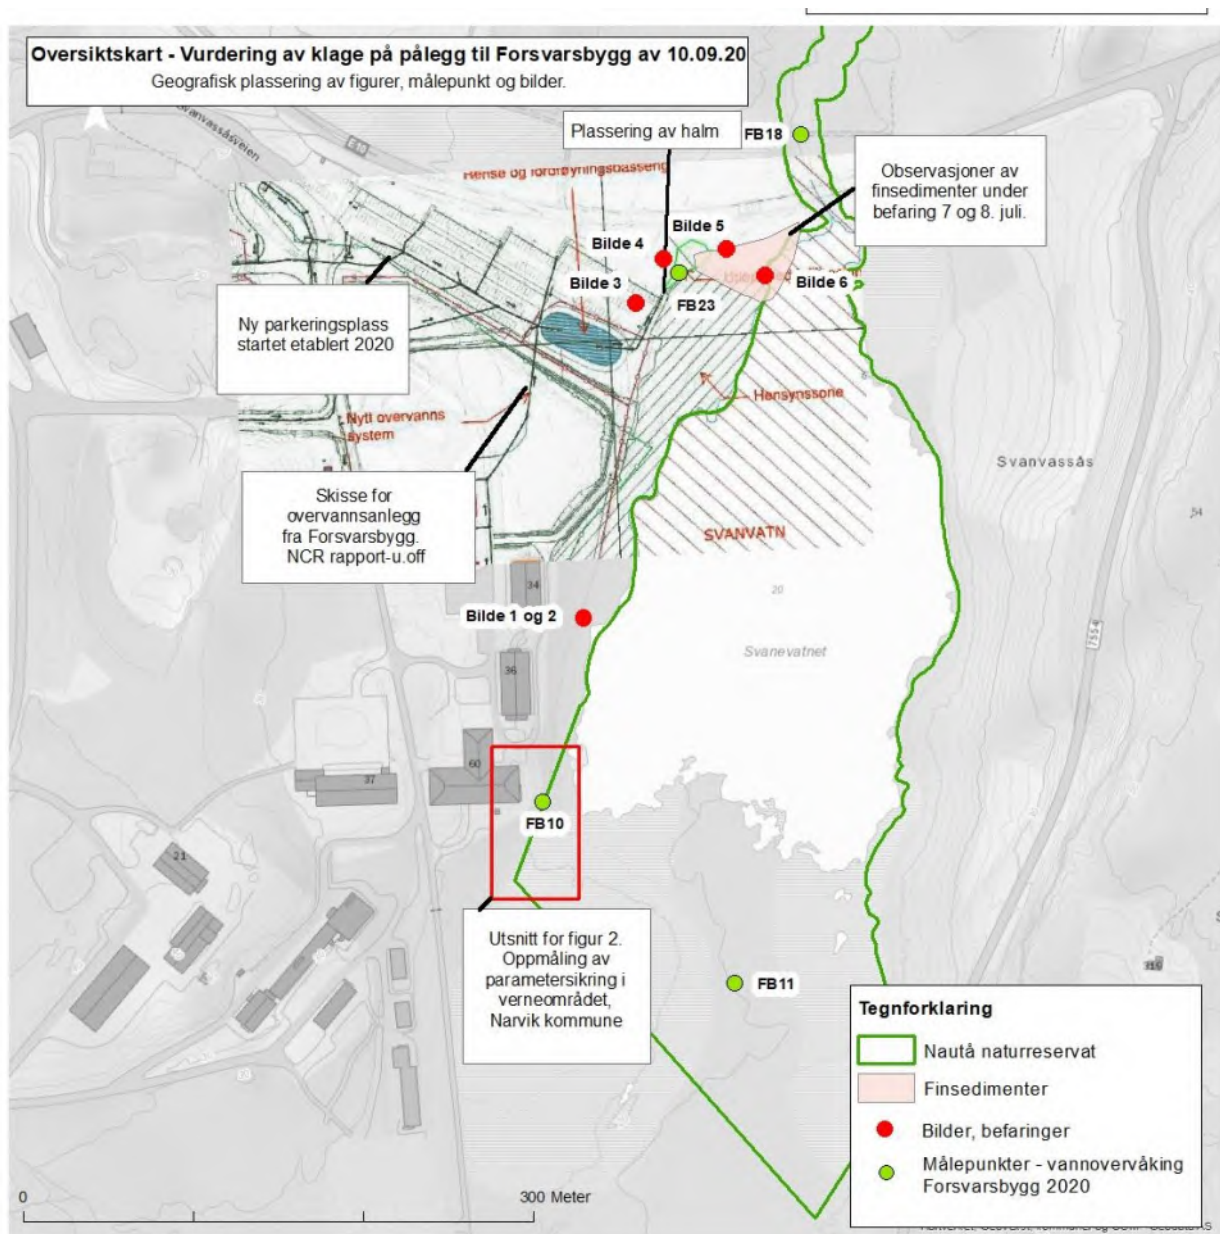 Oversiktskart - Vurdering av klage på pålegg til Forsvarsbygg av 10.09.20
Geografisk plassering av figurer, målepunkt og bilder.
Svanvassåsveien
E10
Plassering av halm
FB18
Rense og fordrøyningsbasseng
Observasjoner av
finsedimenter under
befaring 7 og 8. juli.
Bilde 5
Bilde 4
Bilde 3
Bilde 6
FB23
Ny parkeringsplass
startet etablert 2020
Hensynssone
Nytt overvanns
system
Svanvassås
Skisse for
overvannsanlegg
fra Forsvarsbygg.
NCR rapport-u.off
54
SVANVATN
34
20
Bilde 1 og 2
7554
Svanevatnet
36
60
37
FB10
21
Utsnitt for figur 2.
Oppmåling av
parametersikring i
verneområdet,
Narvik kommune
FB11
Tegnforklaring
Nautå naturreservat
Finsedimenter
Bilder, befaringer
Målepunkter - vannovervåking
Forsvarsbygg 2020
0
300 Meter